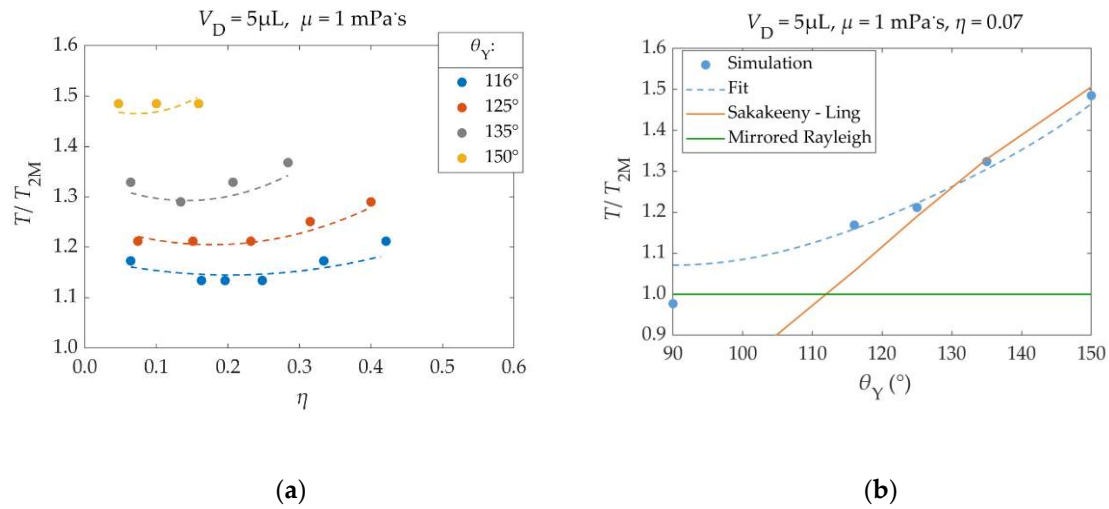 V_D = 5μL, μ = 1 mPa·s
1.6
1.5
1.4
1.3
1.2
1.1
1.0
T/ T_2M
0.0 0.1 0.2 0.3 0.4 0.5 0.6
η
θ_Y:
116°
125°
135°
150°
(a)
V_D = 5μL, μ = 1 mPa·s, η = 0.07
1.6
1.5
1.4
1.3
1.2
1.1
1.0
0.9
T/ T_2M
90 100 110 120 130 140 150
θ_Y (°)
Simulation
Fit
Sakakeeny - Ling
Mirrored Rayleigh
(b)